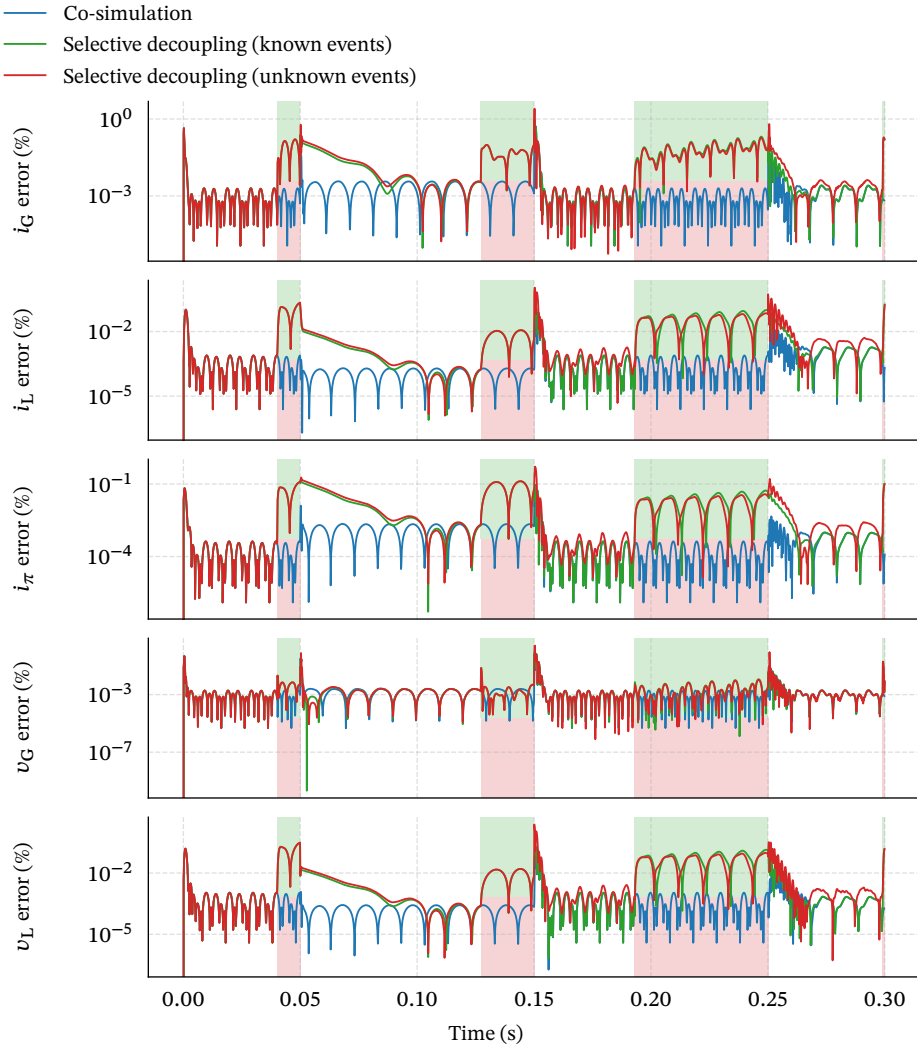 Co-simulation
Selective decoupling (known events)
Selective decoupling (unknown events)
i_G error (%)
10⁰
10⁻³
i_L error (%)
10⁻²
10⁻⁵
i_π error (%)
10⁻¹
10⁻⁴
v_G error (%)
10⁻³
10⁻⁷
v_L error (%)
10⁻²
10⁻⁵
0.00 0.05 0.10 0.15 0.20 0.25 0.30
Time (s)